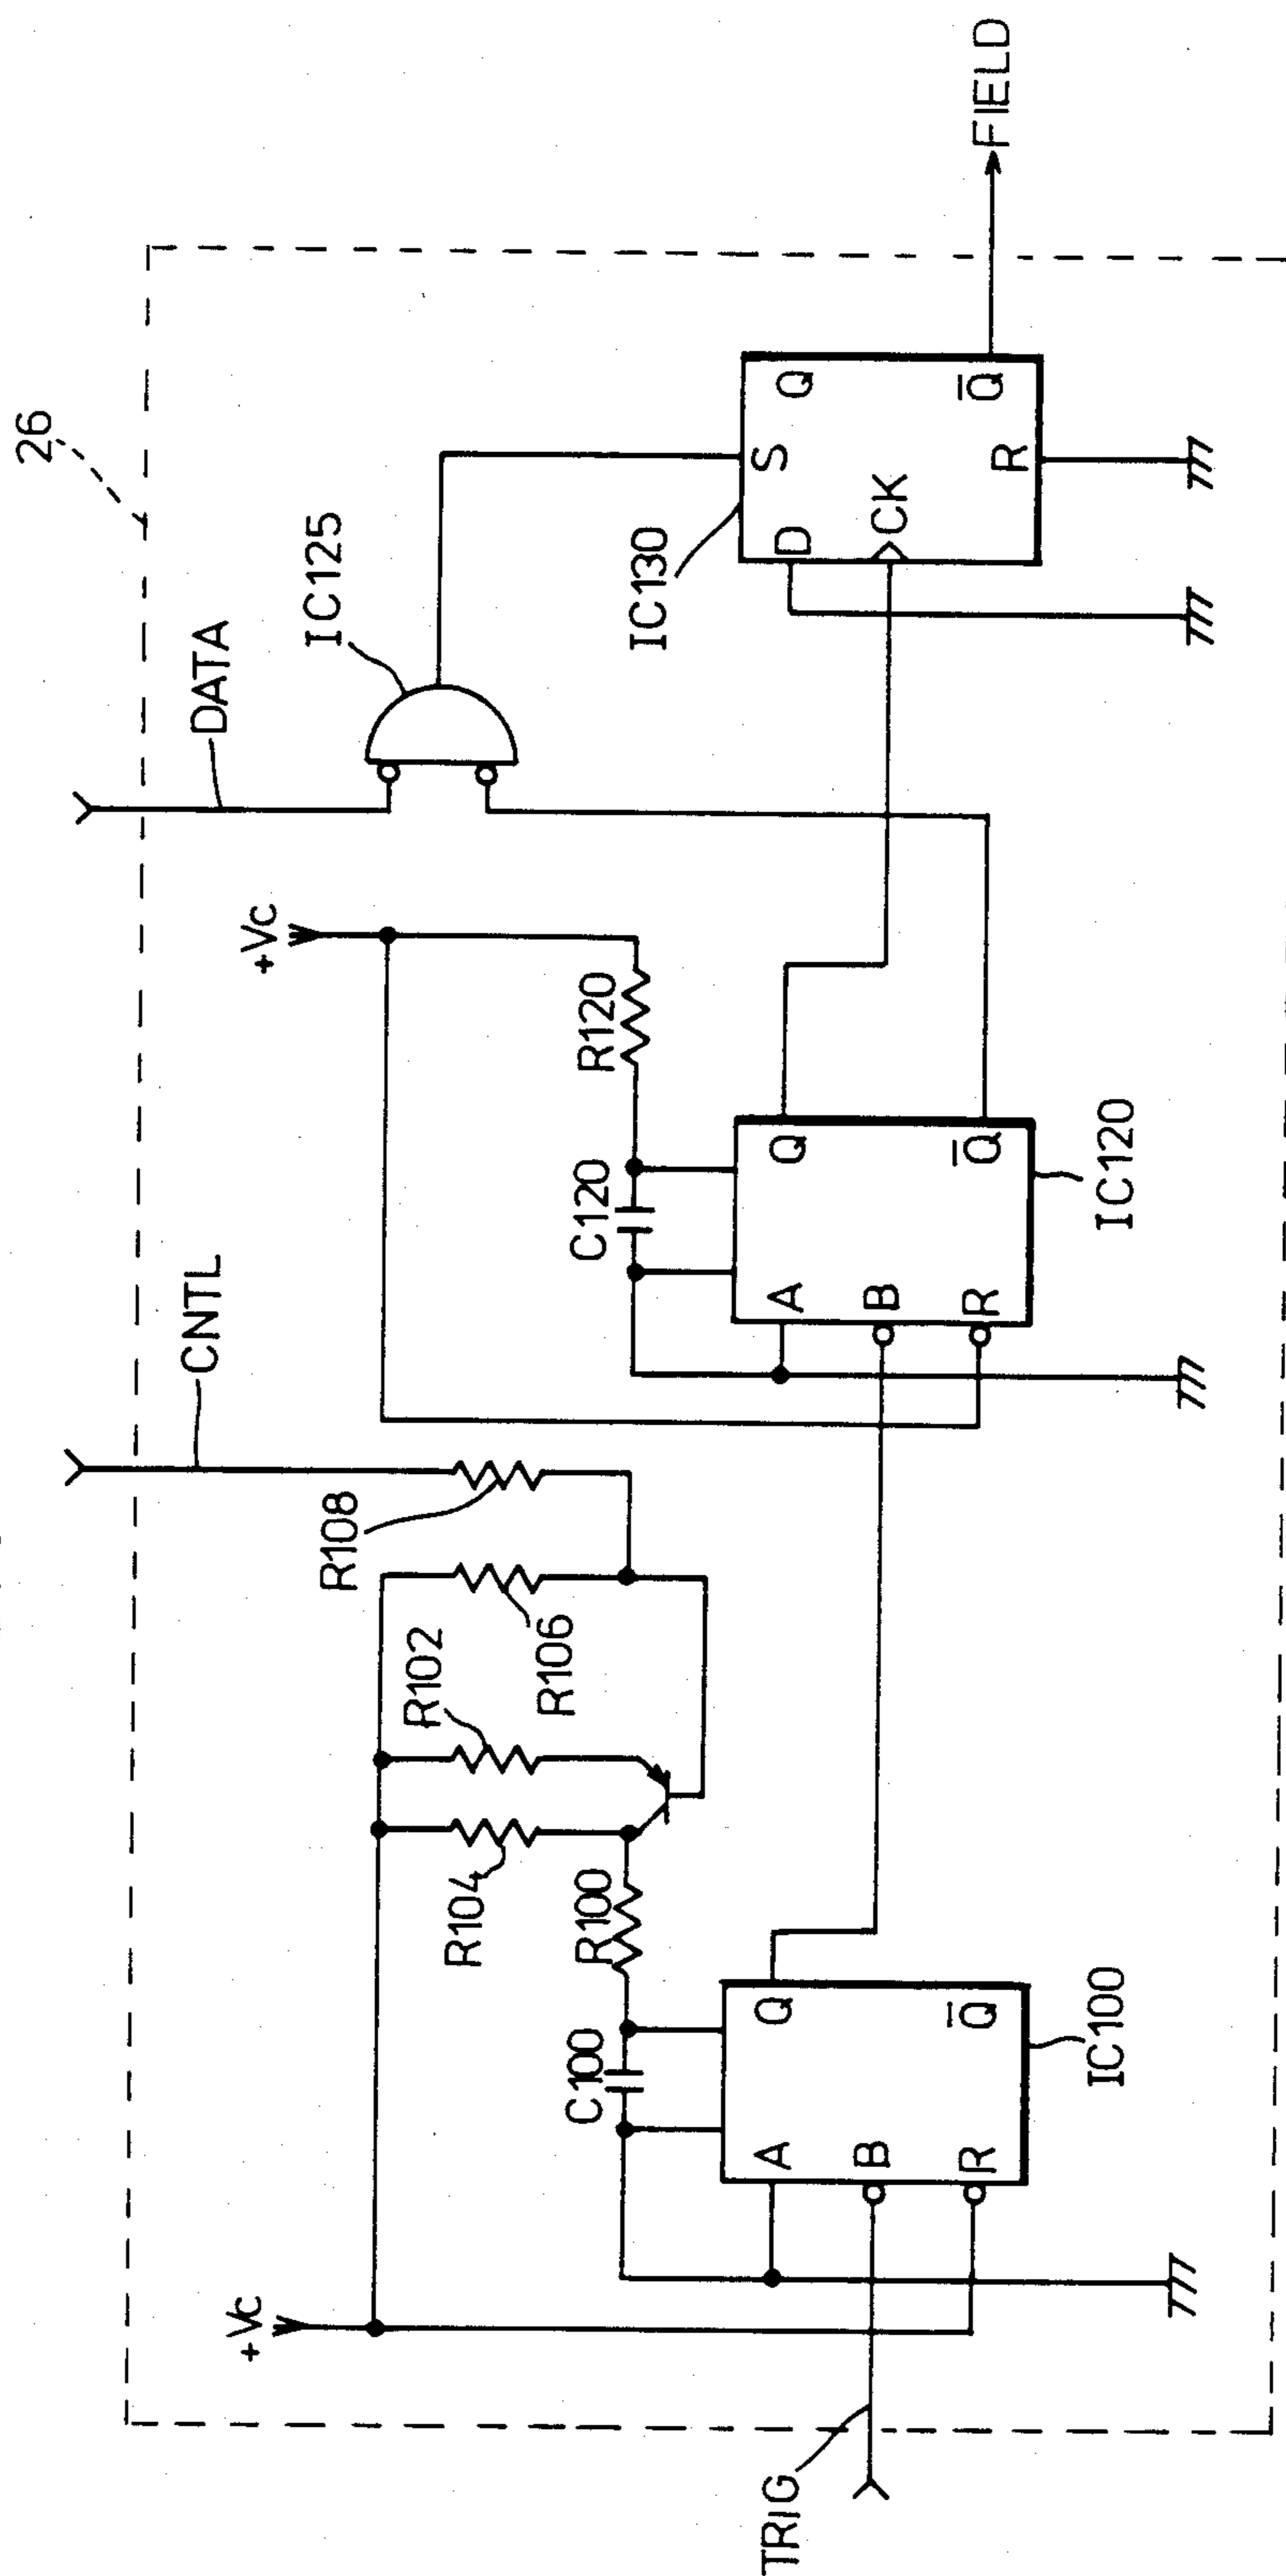 26
+Vc
CNTL
+Vc
DATA
IC125
R108
R106
R102
R104
R100
C100
C120
R120
IC130
A
B
R
Q
Q̅
IC100
A
B
R
Q
Q̅
IC120
D
S
Q
CK
R
Q̅
TRIG
FIELD